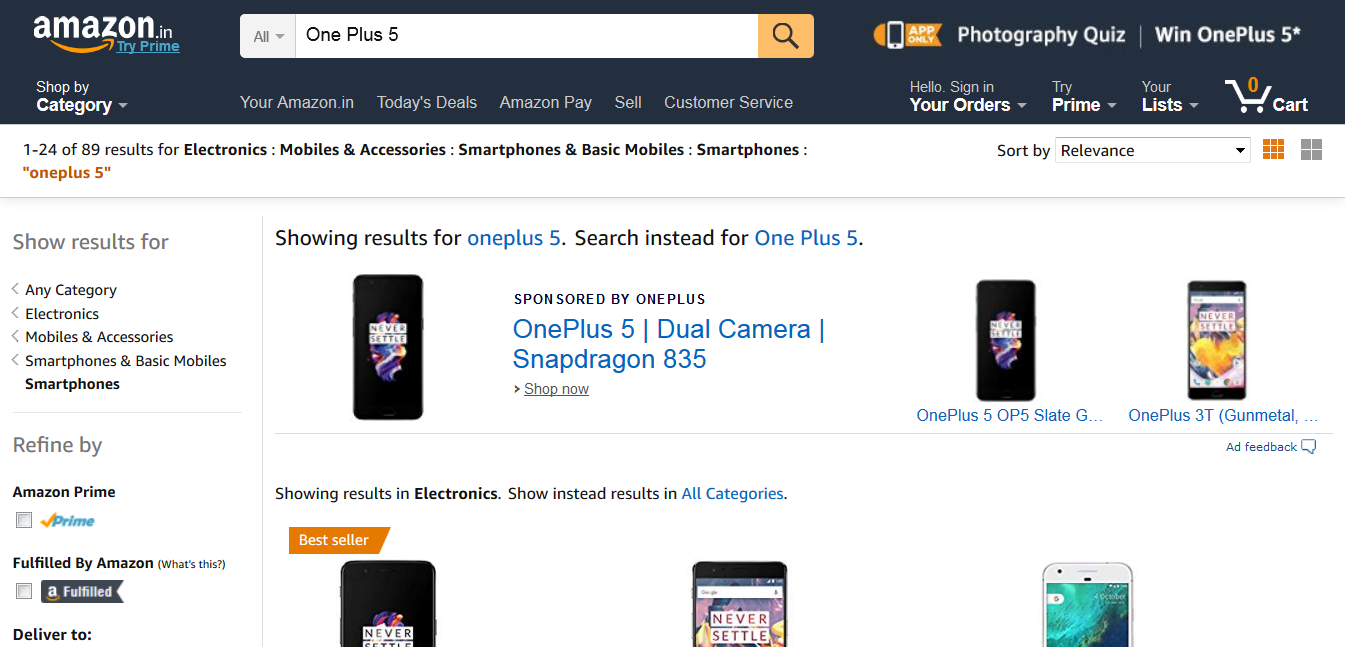 amazon.in
Try Prime
All
One Plus 5
APP ONLY
Photography Quiz | Win OnePlus 5*
Shop by
Category
Your Amazon.in
Today's Deals
Amazon Pay
Sell
Customer Service
Hello. Sign in
Your Orders
Try
Prime
Your
Lists
0
Cart
1-24 of 89 results for Electronics : Mobiles & Accessories : Smartphones & Basic Mobiles : Smartphones :
"oneplus 5"
Sort by
Relevance
Show results for
Any Category
Electronics
Mobiles & Accessories
Smartphones & Basic Mobiles
Smartphones
Refine by
Amazon Prime
Prime
Fulfilled By Amazon (What's this?)
a Fulfilled
Deliver to:
Showing results for oneplus 5. Search instead for One Plus 5.
NEVER
SETTLE
SPONSORED BY ONEPLUS
OnePlus 5 | Dual Camera |
Snapdragon 835
› Shop now
NEVER
SETTLE
OnePlus 5 OP5 Slate G...
NEVER
SETTLE
OnePlus 3T (Gunmetal, ...
Ad feedback
Showing results in Electronics. Show instead results in All Categories.
Best seller
NEVER
SETTLE
Google
NEVER
SETTLE
G
4 October